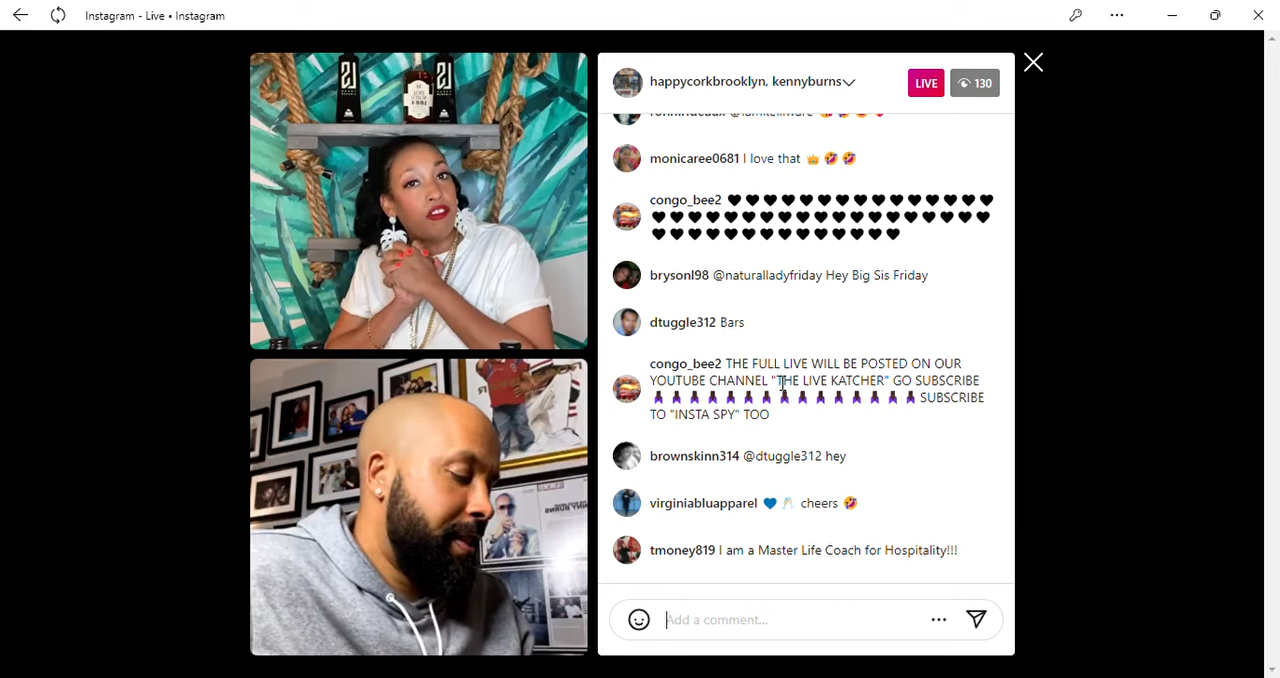 Instagram - Live • Instagram
happycorkbrooklyn, kennyburns
LIVE
130
monicaree0681 I love that 👑 🤣 🤣
congo_bee2 🖤 🖤 🖤 🖤 🖤 🖤 🖤 🖤 🖤 🖤 🖤 🖤 🖤 🖤 🖤
🖤 🖤 🖤 🖤 🖤 🖤 🖤 🖤 🖤 🖤 🖤 🖤 🖤 🖤 🖤 🖤 🖤 🖤 🖤
🖤 🖤 🖤 🖤 🖤 🖤 🖤 🖤 🖤 🖤 🖤 🖤 🖤 🖤
brysonl98 @naturalladyfriday Hey Big Sis Friday
dtuggle312 Bars
congo_bee2 THE FULL LIVE WILL BE POSTED ON OUR
YOUTUBE CHANNEL "THE LIVE KATCHER" GO SUBSCRIBE
SUBSCRIBE
TO "INSTA SPY" TOO
brownskinn314 @dtuggle312 hey
virginiabluapparel 💙 🥂 cheers 🤣
tmoney819 I am a Master Life Coach for Hospitality!!!
Add a comment...